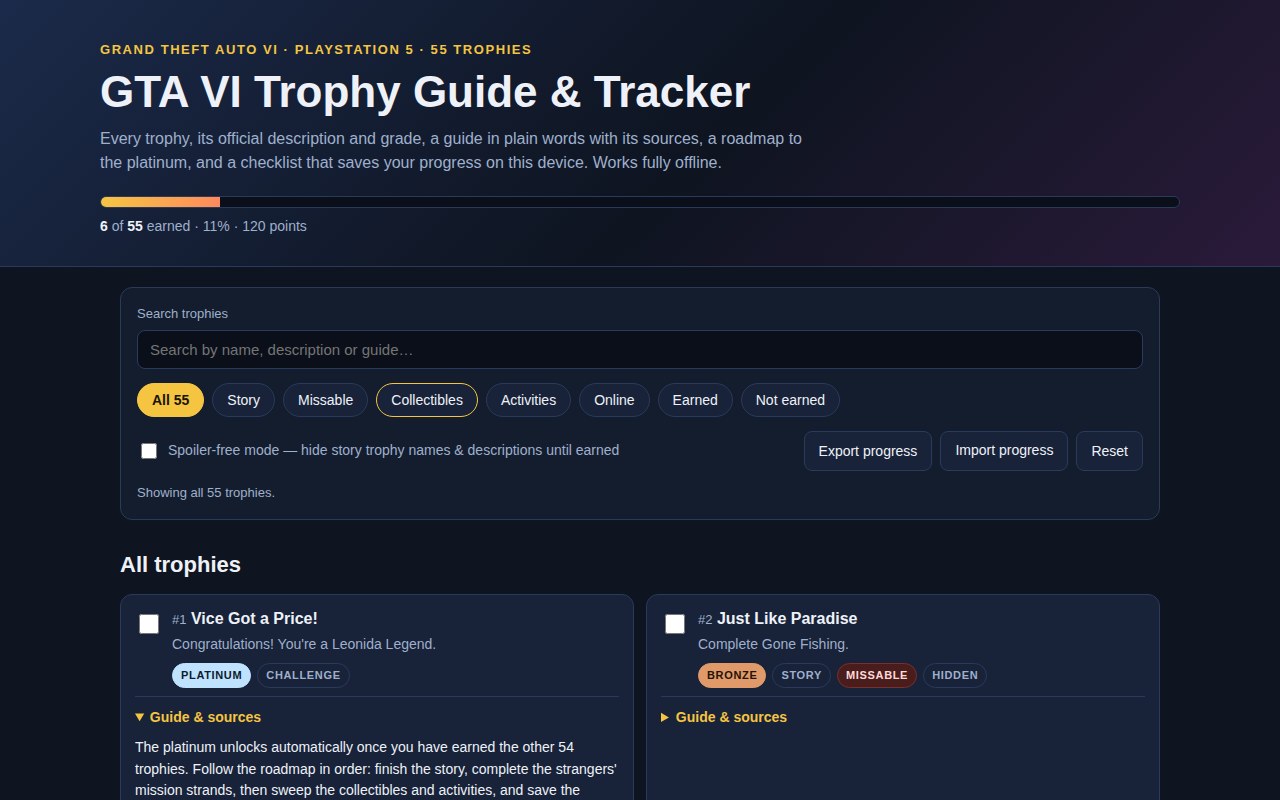 GRAND THEFT AUTO VI · PLAYSTATION 5 · 55 TROPHIES
GTA VI Trophy Guide & Tracker
Every trophy, its official description and grade, a guide in plain words with its sources, a roadmap to
the platinum, and a checklist that saves your progress on this device. Works fully offline.
6 of 55 earned · 11% · 120 points
Search trophies
Search by name, description or guide…
All 55 Story Missable Collectibles Activities Online Earned Not earned
Spoiler-free mode — hide story trophy names & descriptions until earned
Export progress Import progress Reset
Showing all 55 trophies.
All trophies
#1 Vice Got a Price!
Congratulations! You're a Leonida Legend.
PLATINUM CHALLENGE
Guide & sources
The platinum unlocks automatically once you have earned the other 54
trophies. Follow the roadmap in order: finish the story, complete the strangers'
mission strands, then sweep the collectibles and activities, and save the
#2 Just Like Paradise
Complete Gone Fishing.
BRONZE STORY MISSABLE HIDDEN
Guide & sources